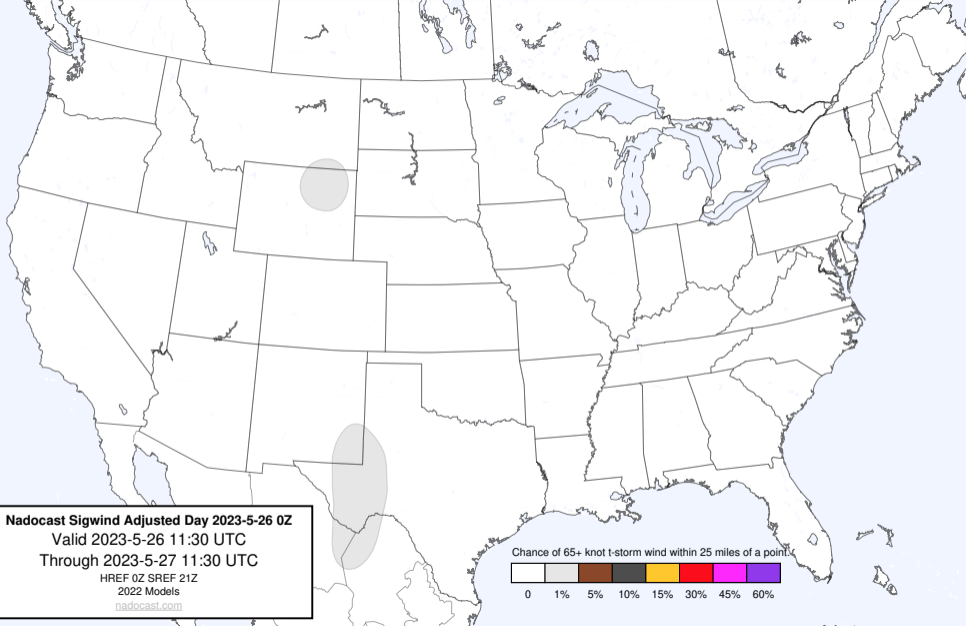 Nadocast Sigwind Adjusted Day 2023-5-26 0Z
Valid 2023-5-26 11:30 UTC
Through 2023-5-27 11:30 UTC
HREF 0Z SREF 21Z
2022 Models
nadocast.com
Chance of 65+ knot t-storm wind within 25 miles of a point.
0 1% 5% 10% 15% 30% 45% 60%